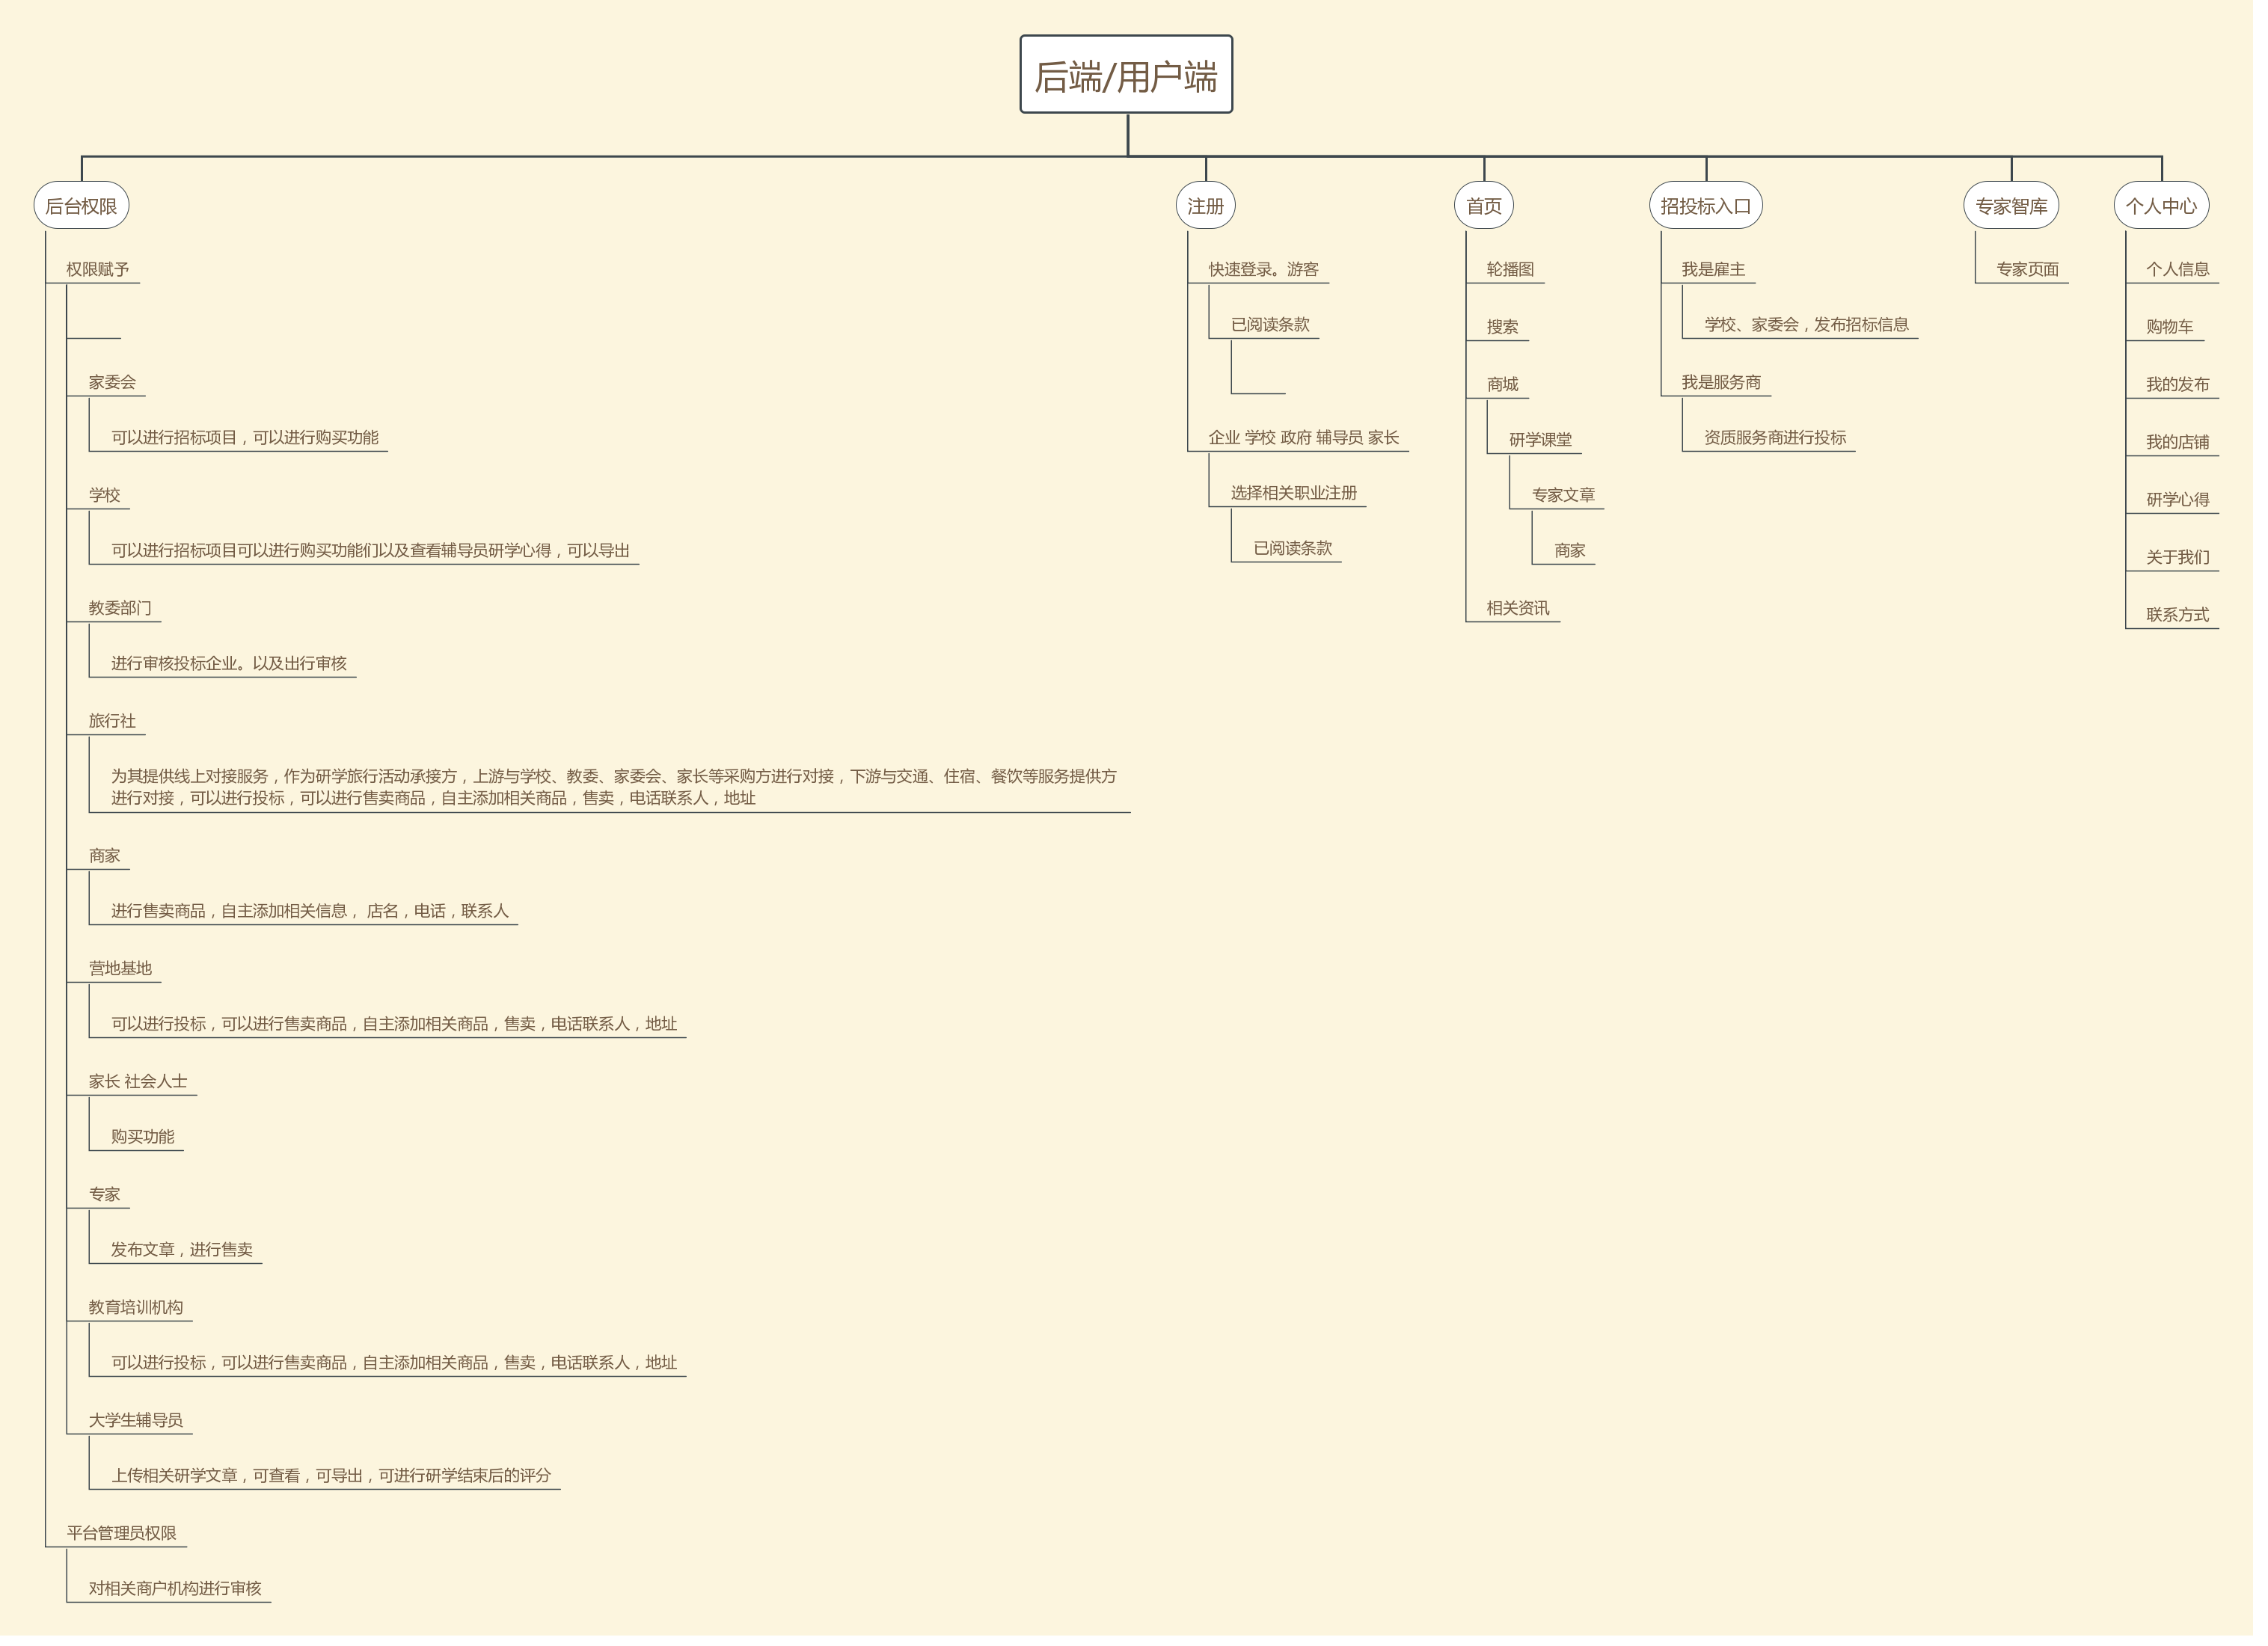 后端/用户端
后台权限
权限赋予
家委会
可以进行招标项目，可以进行购买功能
学校
可以进行招标项目可以进行购买功能们以及查看辅导员研学心得，可以导出
教委部门
进行审核投标企业。以及出行审核
旅行社
为其提供线上对接服务，作为研学旅行活动承接方，上游与学校、教委、家委会、家长等采购方进行对接，下游与交通、住宿、餐饮等服务提供方
进行对接，可以进行投标，可以进行售卖商品，自主添加相关商品，售卖，电话联系人，地址
商家
进行售卖商品，自主添加相关信息， 店名，电话，联系人
营地基地
可以进行投标，可以进行售卖商品，自主添加相关商品，售卖，电话联系人，地址
家长 社会人士
购买功能
专家
发布文章，进行售卖
教育培训机构
可以进行投标，可以进行售卖商品，自主添加相关商品，售卖，电话联系人，地址
大学生辅导员
上传相关研学文章，可查看，可导出，可进行研学结束后的评分
平台管理员权限
对相关商户机构进行审核
注册
快速登录。游客
已阅读条款
企业 学校 政府 辅导员 家长
选择相关职业注册
已阅读条款
首页
轮播图
搜索
商城
研学课堂
专家文章
商家
相关资讯
招投标入口
我是雇主
学校、家委会，发布招标信息
我是服务商
资质服务商进行投标
专家智库
专家页面
个人中心
个人信息
购物车
我的发布
我的店铺
研学心得
关于我们
联系方式